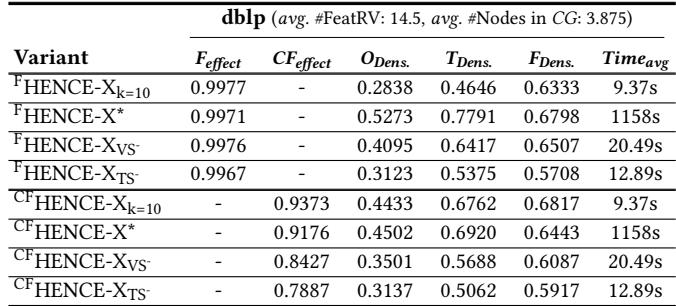 dblp (avg. #FeatRV: 14.5, avg. #Nodes in CG: 3.875)
Variant F_effect CF_effect O_Dens. T_Dens. F_Dens. Time_avg
^F HENCE-X_k=10 0.9977 - 0.2838 0.4646 0.6333 9.37s
^F HENCE-X* 0.9971 - 0.5273 0.7791 0.6798 1158s
^F HENCE-X_VS- 0.9976 - 0.4095 0.6417 0.6507 20.49s
^F HENCE-X_TS- 0.9967 - 0.3123 0.5375 0.5708 12.89s
^CF HENCE-X_k=10 - 0.9373 0.4433 0.6762 0.6817 9.37s
^CF HENCE-X* - 0.9176 0.4502 0.6920 0.6443 1158s
^CF HENCE-X_VS- - 0.8427 0.3501 0.5688 0.6087 20.49s
^CF HENCE-X_TS- - 0.7887 0.3137 0.5062 0.5917 12.89s